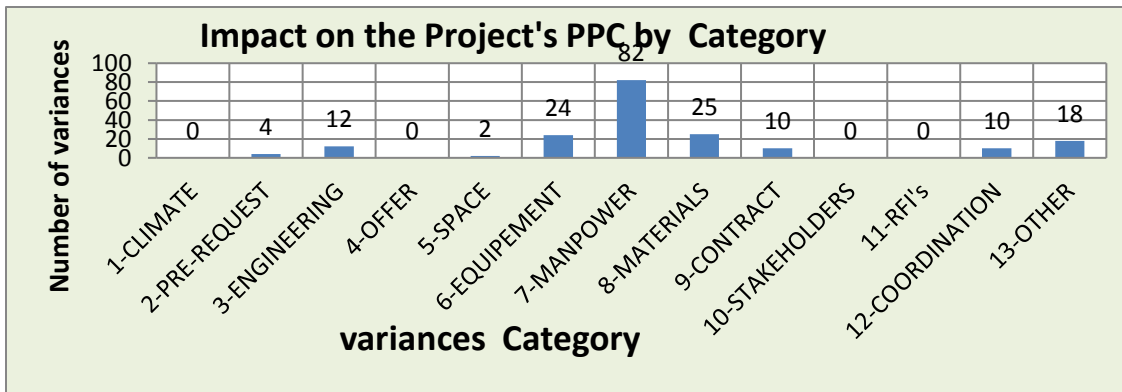 Impact on the Project's PPC by Category
Number of variances
100
80
60
40
20
0
0
4
12
0
2
24
82
25
10
0
0
10
18
1-CLIMATE
2-PRE-REQUEST
3-ENGINEERING
4-OFFER
5-SPACE
6-EQUIPEMENT
7-MANPOWER
8-MATERIALS
9-CONTRACT
10-STAKEHOLDERS
11-RFI's
12-COORDINATION
13-OTHER
variances Category